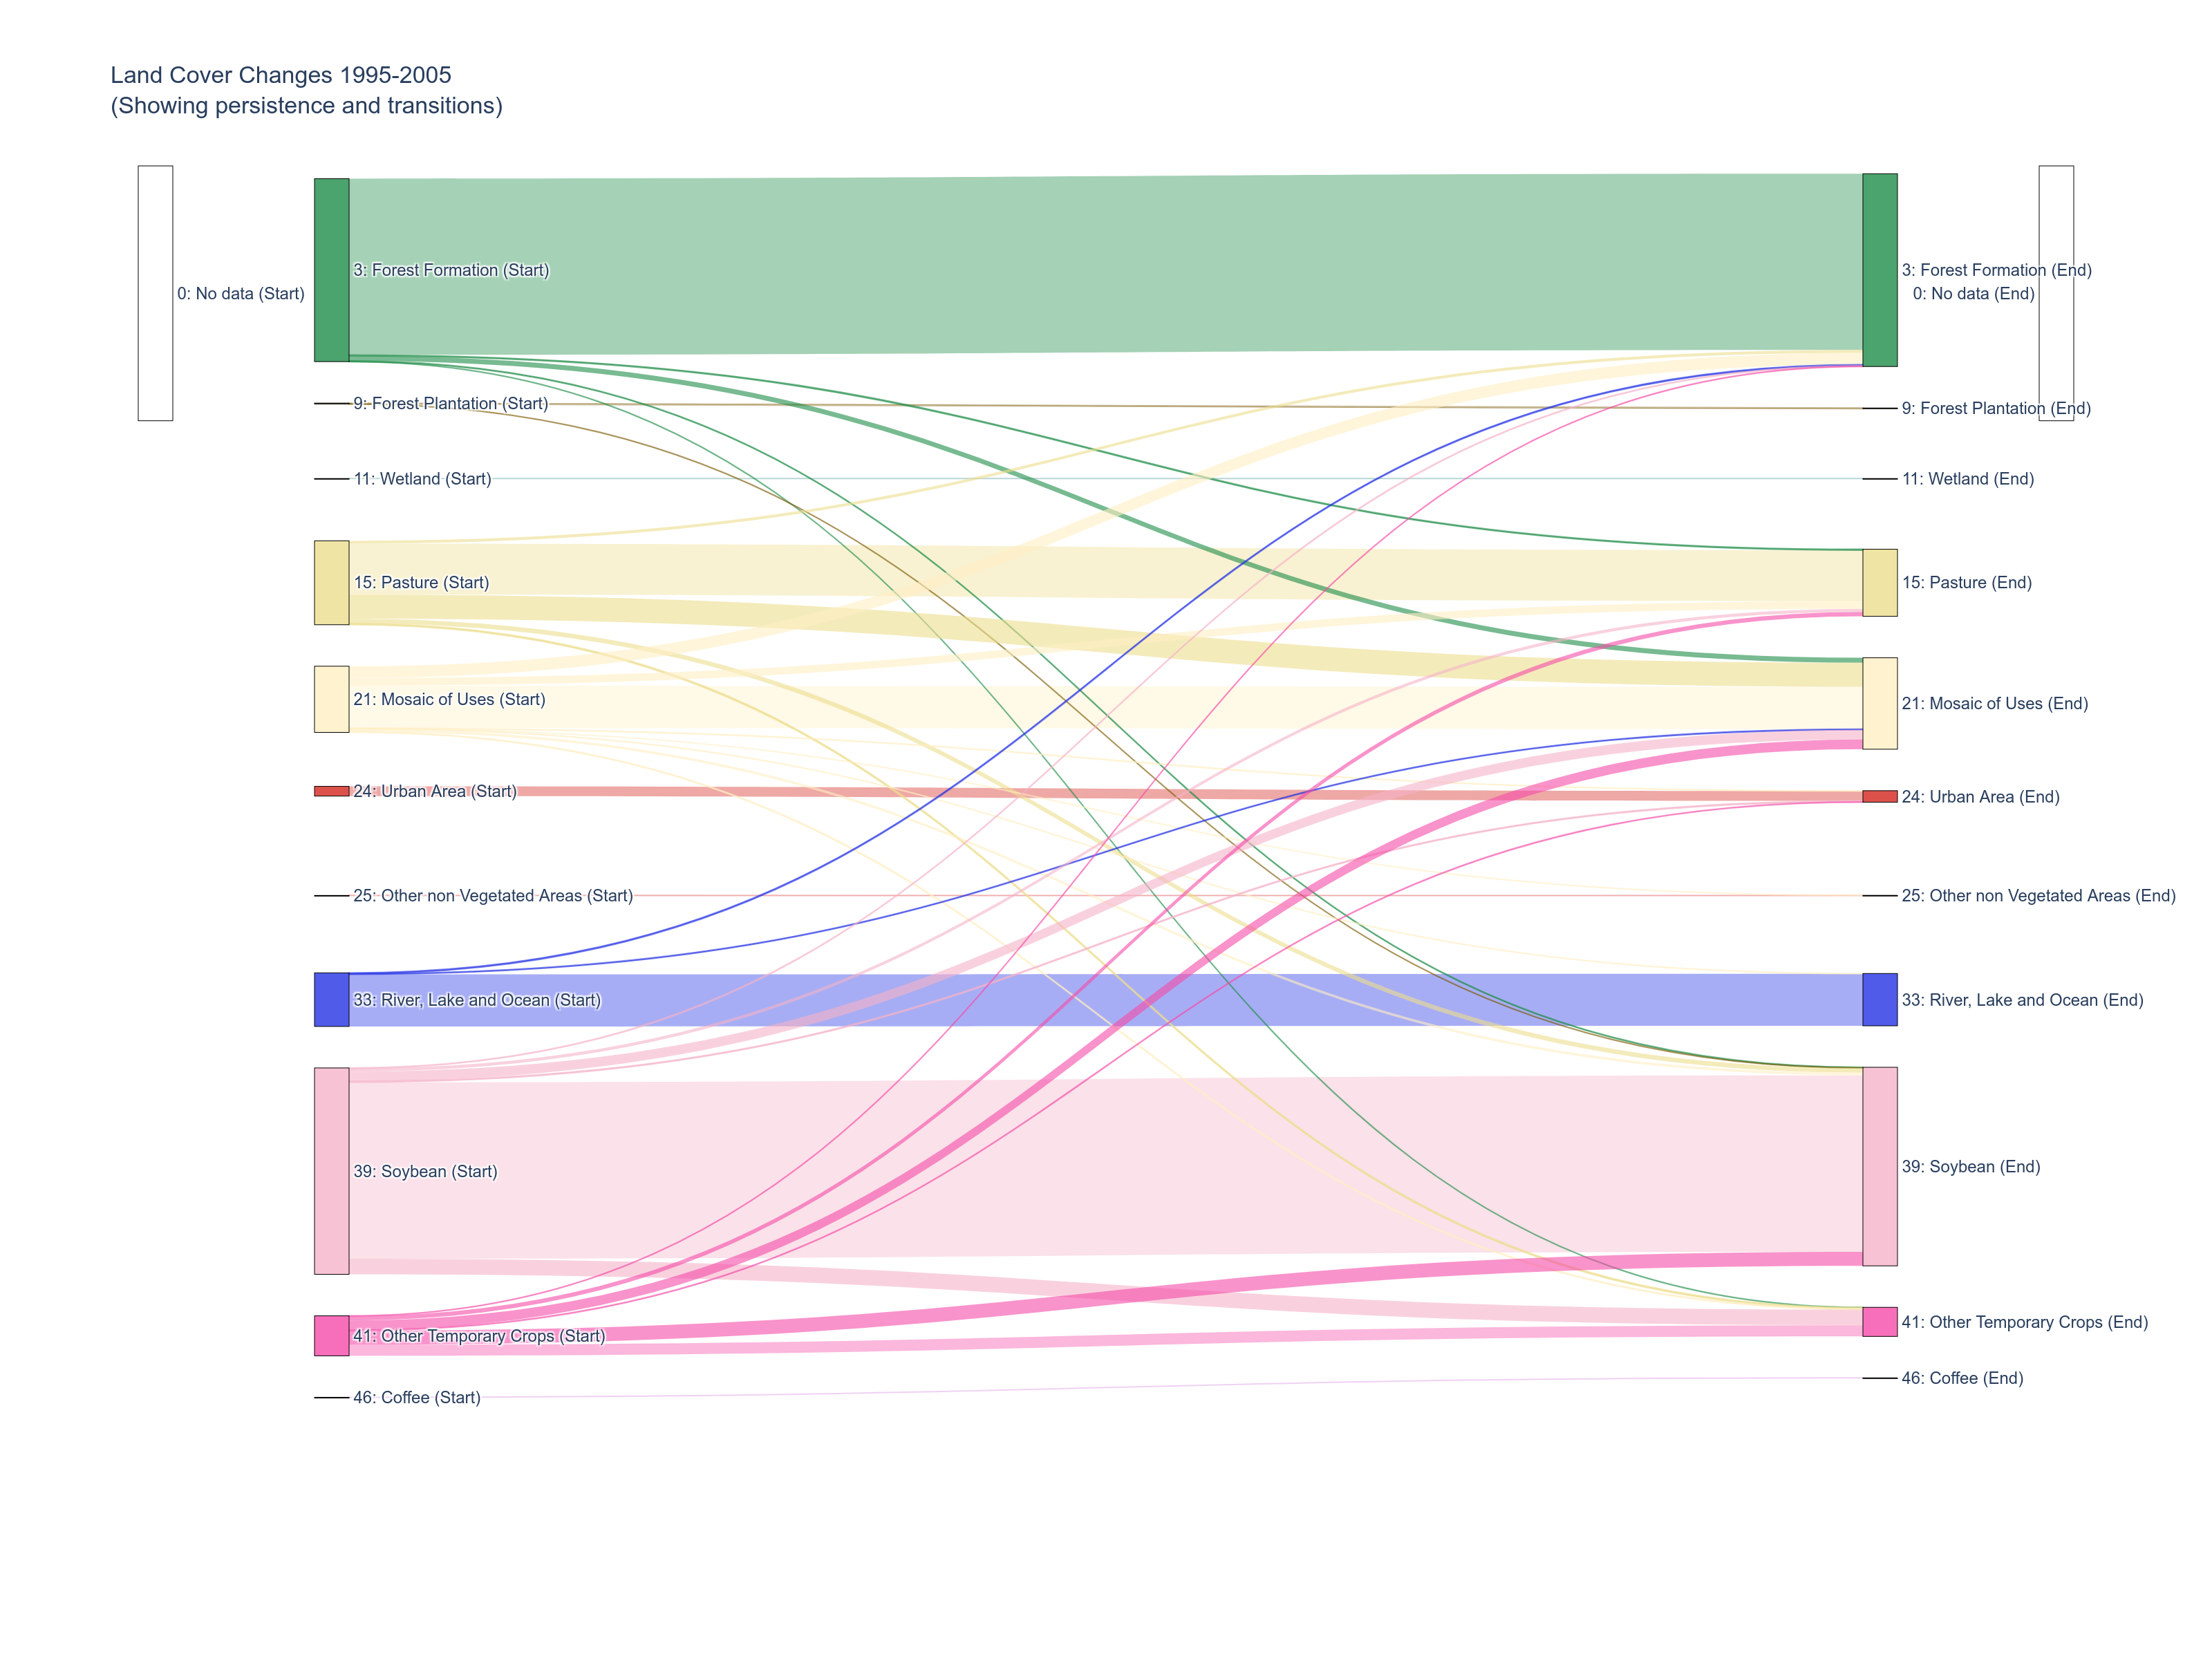 Land Cover Changes 1995-2005
(Showing persistence and transitions)
3: Forest Formation (Start)
3: Forest Formation (End)
0: No data (Start)
0: No data (End)
9: Forest Plantation (Start)
9: Forest Plantation (End)
11: Wetland (Start)
11: Wetland (End)
15: Pasture (Start)
15: Pasture (End)
21: Mosaic of Uses (Start)
21: Mosaic of Uses (End)
24: Urban Area (Start)
24: Urban Area (End)
25: Other non Vegetated Areas (Start)
25: Other non Vegetated Areas (End)
33: River, Lake and Ocean (Start)
33: River, Lake and Ocean (End)
39: Soybean (Start)
39: Soybean (End)
41: Other Temporary Crops (Start)
41: Other Temporary Crops (End)
46: Coffee (Start)
46: Coffee (End)